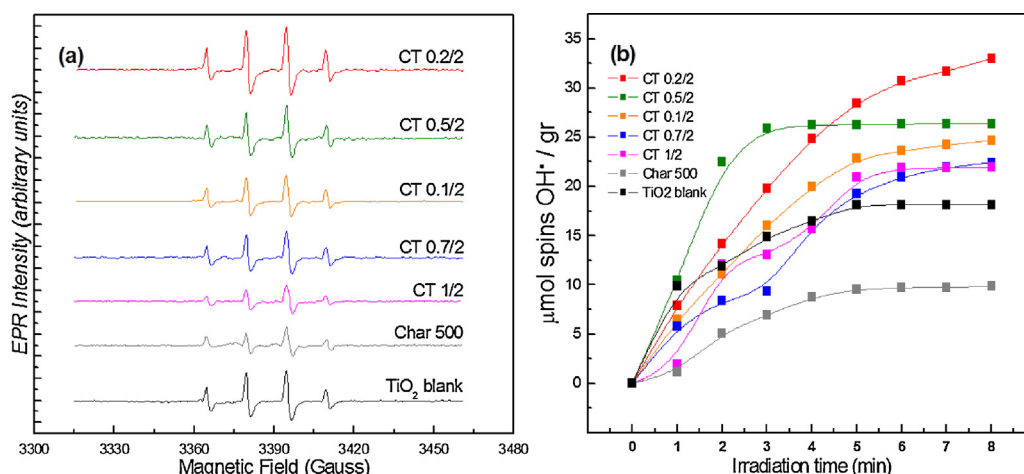 (a)
CT 0.2/2
CT 0.5/2
CT 0.1/2
CT 0.7/2
CT 1/2
Char 500
TiO₂ blank
EPR Intensity (arbitrary units)
3300 3360 3420 3460 3480
Magnetic Field (Gauss)
(b)
CT 0.2/2
CT 0.5/2
CT 0.1/2
CT 0.7/2
CT 1/2
Char 500
TiO2 blank
μmol spins OH• / gr
35
30
25
20
15
10
5
0
0 1 2 3 4 5 6 7 8
Irradiation time (min)